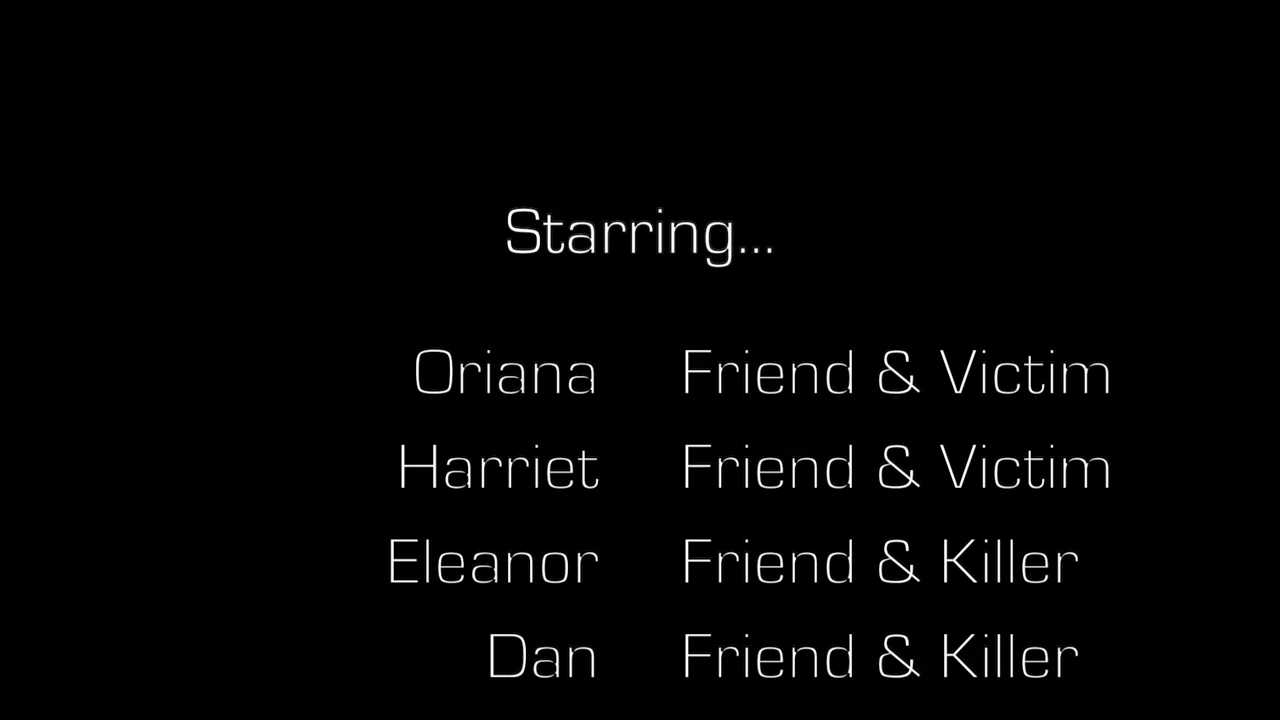 Starring...
Oriana Friend & Victim
Harriet Friend & Victim
Eleanor Friend & Killer
Dan Friend & Killer